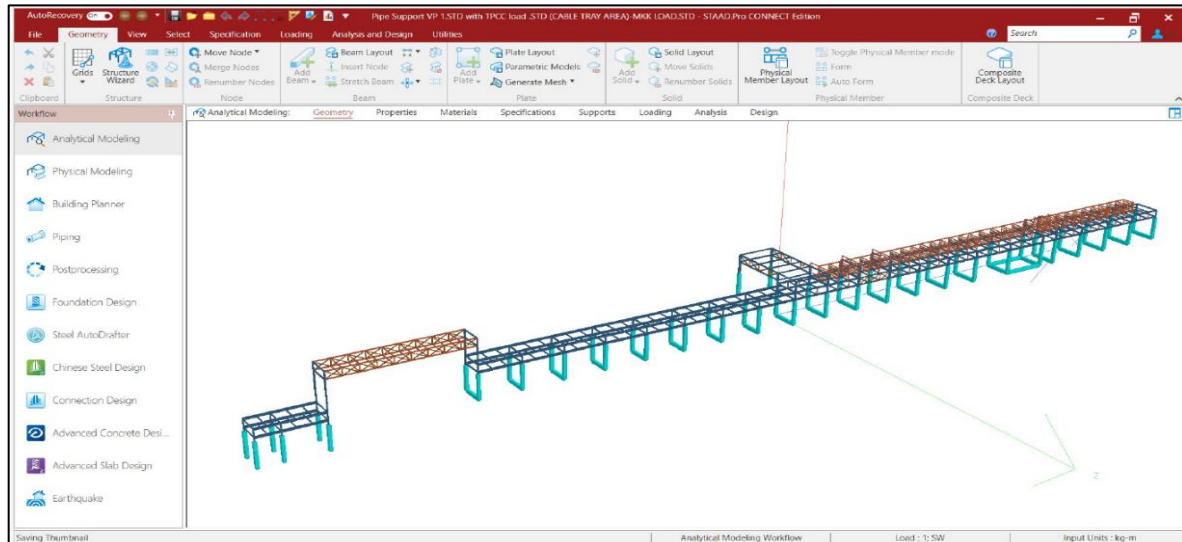 AutoRecovery ON Pipe Support VP 1.STD with TPCC load .STD (CABLE TRAY AREA)-MKK LOAD.STD - STAAD.Pro CONNECT Edition
File Geometry View Select Specification Loading Analysis and Design Utilities Search
Move Node Beam Layout Plate Layout Solid Layout Toggle Physical Member mode
Merge Nodes Insert Node Parametric Models Move Solids Form
Renumber Nodes Stretch Beam Generate Mesh Renumber Solids Auto Form
Grids Structure Wizard Add Beam Add Plate Add Solid Physical Member Layout Composite Deck Layout
Clipboard Structure Node Beam Plate Solid Physical Member Composite Deck
Workflow Analytical Modeling: Geometry Properties Materials Specifications Supports Loading Analysis Design
Analytical Modeling
Physical Modeling
Building Planner
Piping
Postprocessing
Foundation Design
Steel AutoDrafter
Chinese Steel Design
Connection Design
Advanced Concrete Desi...
Advanced Slab Design
Earthquake
Z
Saving Thumbnail Analytical Modeling Workflow Load : 1: SW Input Units : kg-m